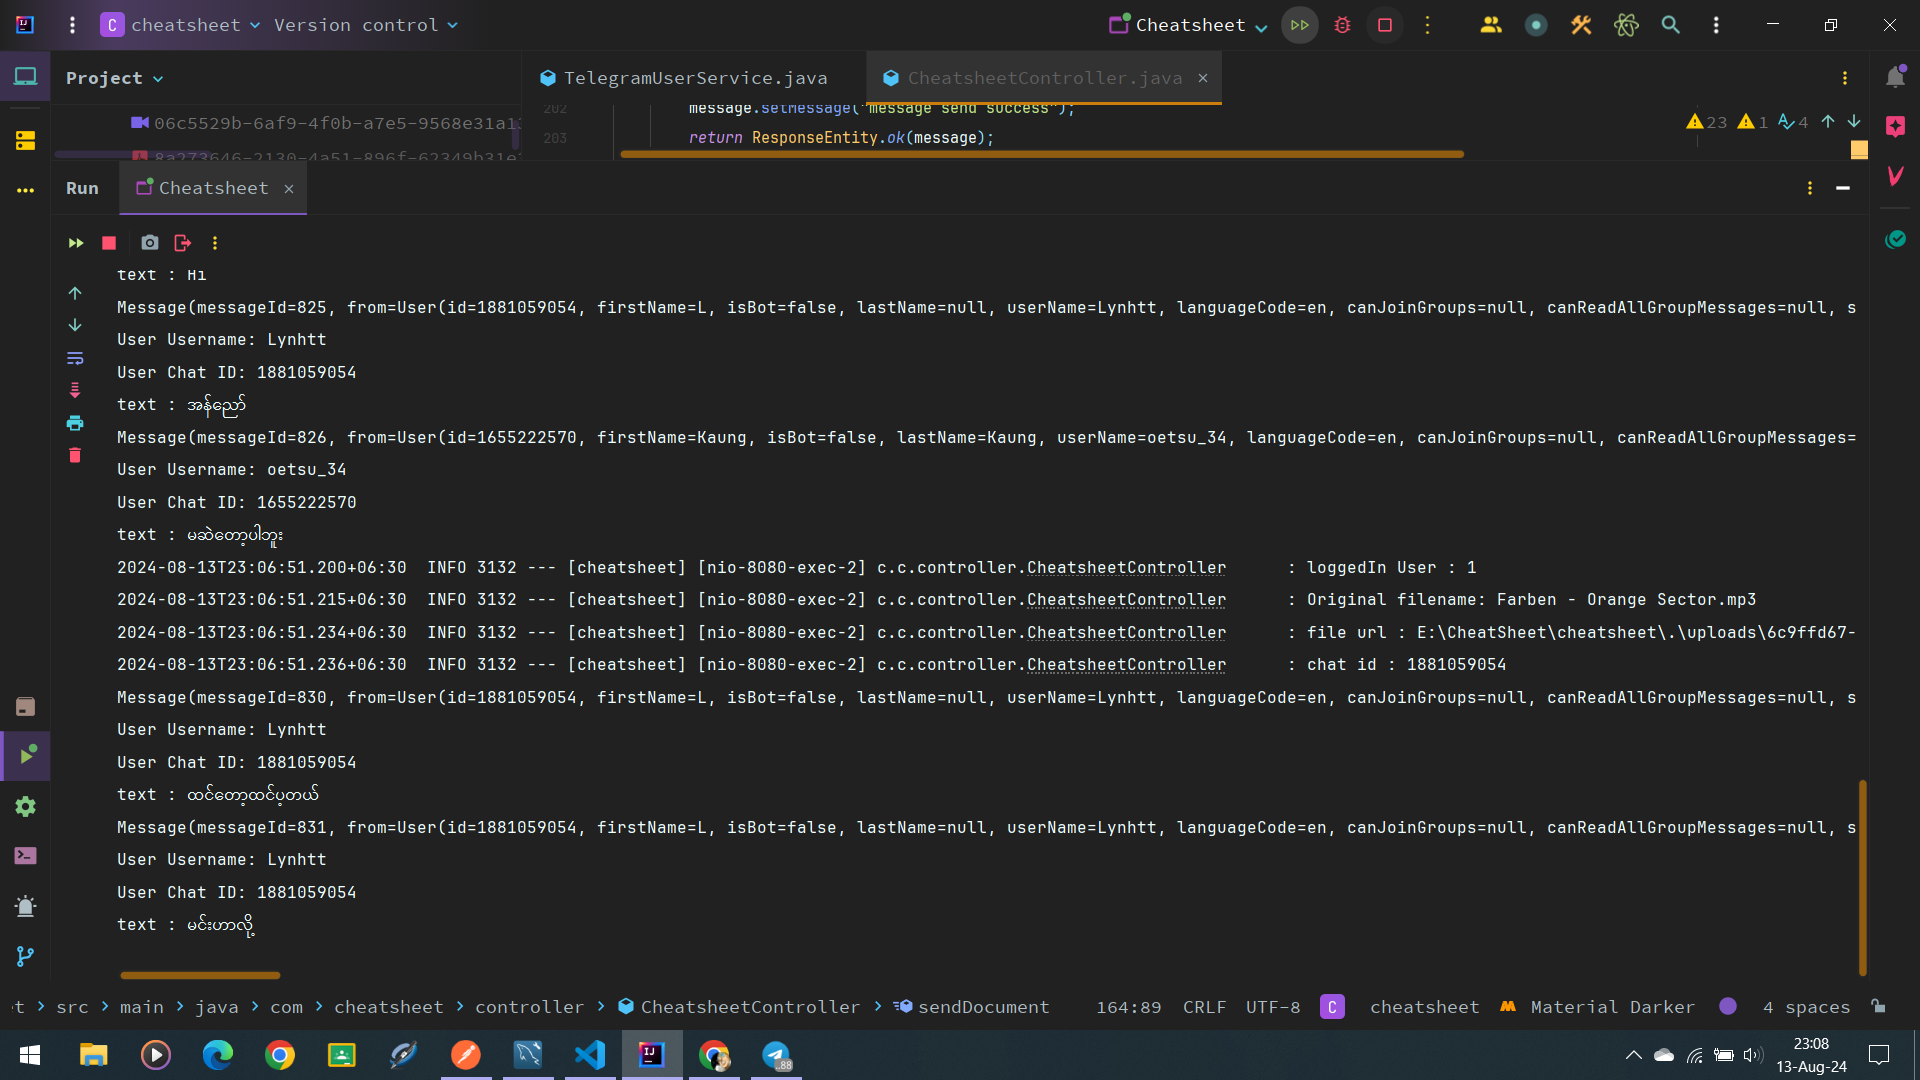 cheatsheet Version control Cheatsheet
Project TelegramUserService.java CheatsheetController.java
202 message.setMessage("message send success");
06c5529b-6af9-4f0b-a7e5-9568e31a13
23 1 4
203 return ResponseEntity.ok(message);
8a273646-2130-4a51-896f-62349b31e
Run Cheatsheet
text : Hi
Message(messageId=825, from=User(id=1881059054, firstName=L, isBot=false, lastName=null, userName=Lynhtt, languageCode=en, canJoinGroups=null, canReadAllGroupMessages=null, s
User Username: Lynhtt
User Chat ID: 1881059054
text : အန်ညော်
Message(messageId=826, from=User(id=1655222570, firstName=Kaung, isBot=false, lastName=Kaung, userName=oetsu_34, languageCode=en, canJoinGroups=null, canReadAllGroupMessages=
User Username: oetsu_34
User Chat ID: 1655222570
text : မဆဲတော့ပါဘူး
2024-08-13T23:06:51.200+06:30  INFO 3132 --- [cheatsheet] [nio-8080-exec-2] c.c.controller.CheatsheetController      : loggedIn User : 1
2024-08-13T23:06:51.215+06:30  INFO 3132 --- [cheatsheet] [nio-8080-exec-2] c.c.controller.CheatsheetController      : Original filename: Farben - Orange Sector.mp3
2024-08-13T23:06:51.234+06:30  INFO 3132 --- [cheatsheet] [nio-8080-exec-2] c.c.controller.CheatsheetController      : file url : E:\CheatSheet\cheatsheet\.\uploads\6c9ffd67-
2024-08-13T23:06:51.236+06:30  INFO 3132 --- [cheatsheet] [nio-8080-exec-2] c.c.controller.CheatsheetController      : chat id : 1881059054
Message(messageId=830, from=User(id=1881059054, firstName=L, isBot=false, lastName=null, userName=Lynhtt, languageCode=en, canJoinGroups=null, canReadAllGroupMessages=null, s
User Username: Lynhtt
User Chat ID: 1881059054
text : ထင်တော့ထင်ပ့တယ်
Message(messageId=831, from=User(id=1881059054, firstName=L, isBot=false, lastName=null, userName=Lynhtt, languageCode=en, canJoinGroups=null, canReadAllGroupMessages=null, s
User Username: Lynhtt
User Chat ID: 1881059054
text : မင်းဟာလို့
t > src > main > java > com > cheatsheet > controller > CheatsheetController > sendDocument 164:89 CRLF UTF-8 C cheatsheet Material Darker 4 spaces
23:08
13-Aug-24